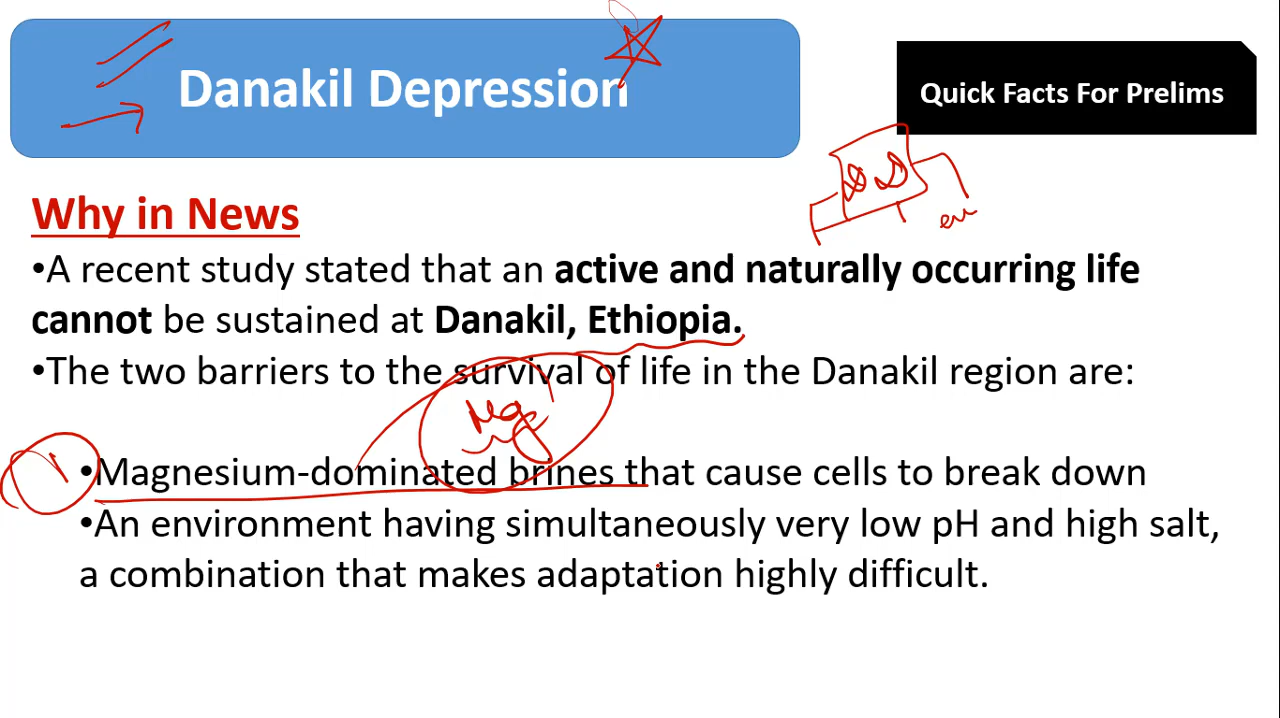 Danakil Depression
Quick Facts For Prelims
Why in News
•A recent study stated that an active and naturally occurring life
cannot be sustained at Danakil, Ethiopia.
•The two barriers to the survival of life in the Danakil region are:
Mg
1
•Magnesium-dominated brines that cause cells to break down
•An environment having simultaneously very low pH and high salt,
a combination that makes adaptation highly difficult.